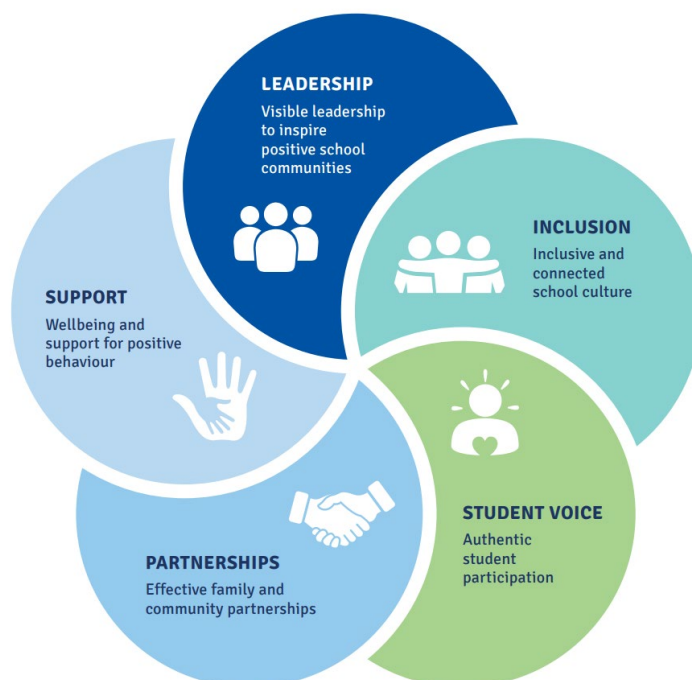 LEADERSHIP
Visible leadership
to inspire
positive school
communities
INCLUSION
Inclusive and
connected
school culture
STUDENT VOICE
Authentic
student
participation
PARTNERSHIPS
Effective family and
community partnerships
SUPPORT
Wellbeing and
support for positive
behaviour